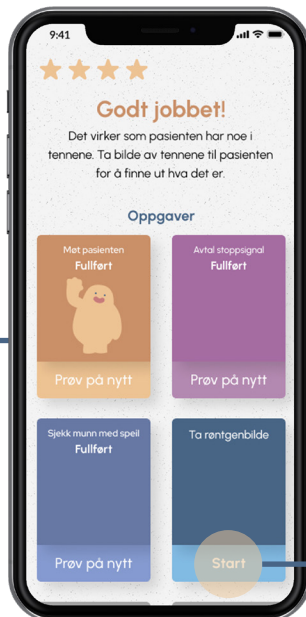 9:41
Godt jobbet!
Det virker som pasienten har noe i
tennene. Ta bilde av tennene til pasienten
for å finne ut hva det er.
Oppgaver
Møt pasienten
Fullført
Prøv på nytt
Avtal stoppsignal
Fullført
Prøv på nytt
Sjekk munn med speil
Fullført
Prøv på nytt
Ta røntgenbilde
Start